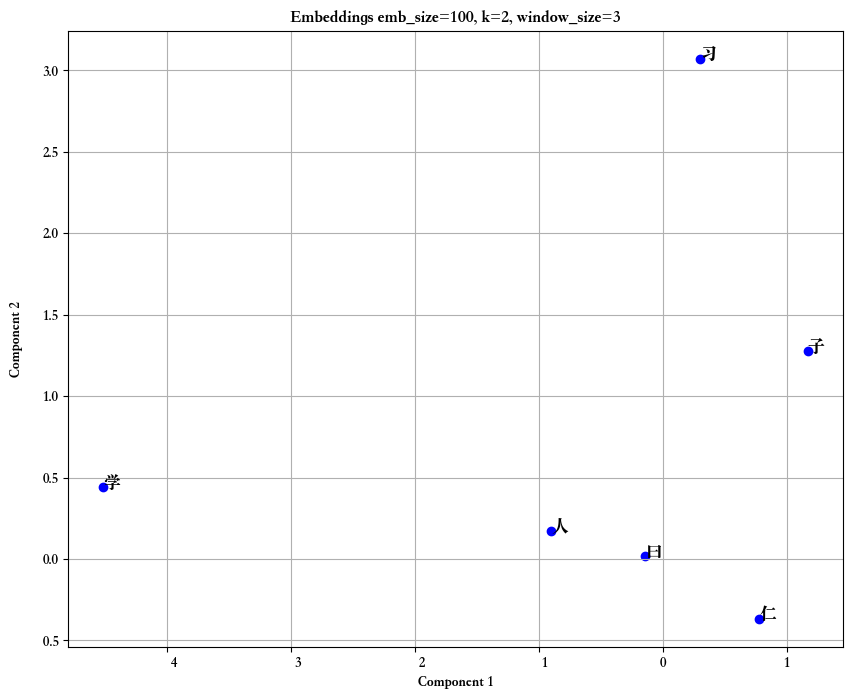 Embeddings emb_size=100, k=2, window_size=3
习
3.0
2.5
2.0
1.5
子
1.0
0.5
学
人
曰
0.0
仁
0.5
4 3 2 1 0 1
Component 1
Component 2